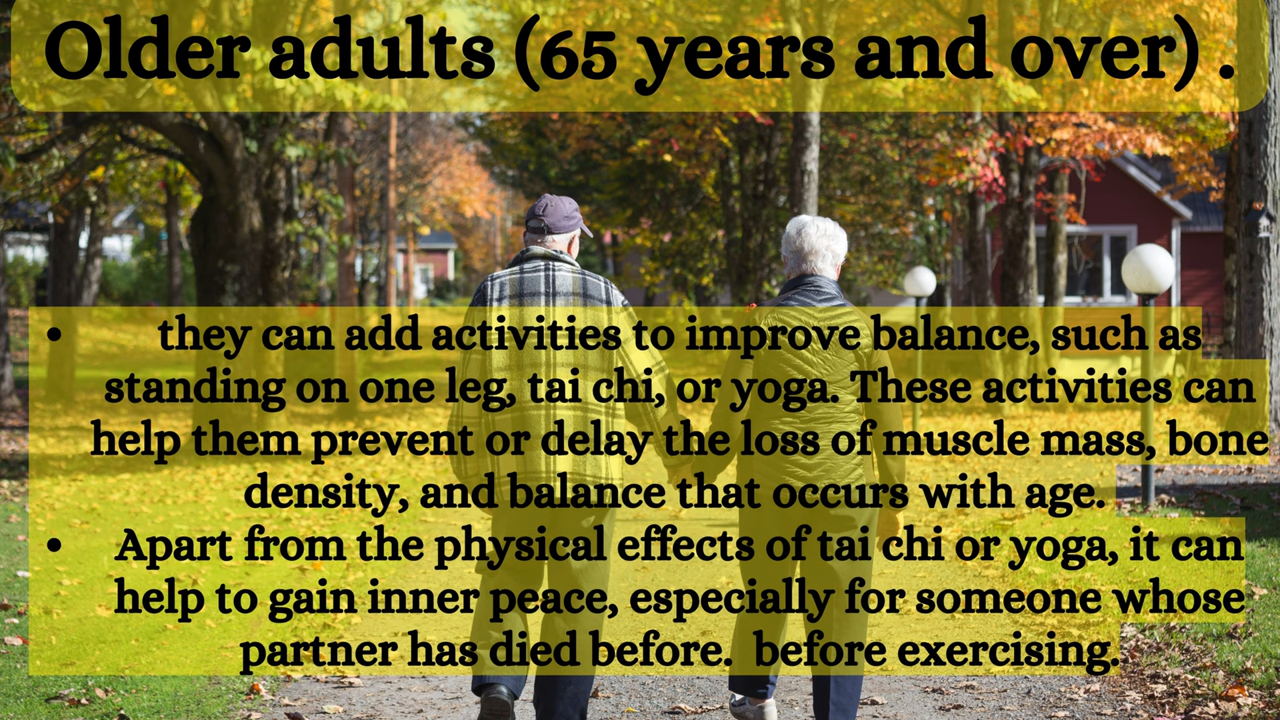 Older adults (65 years and over) .
• they can add activities to improve balance, such as
standing on one leg, tai chi, or yoga. These activities can
help them prevent or delay the loss of muscle mass, bone
density, and balance that occurs with age.
• Apart from the physical effects of tai chi or yoga, it can
help to gain inner peace, especially for someone whose
partner has died before.  before exercising.